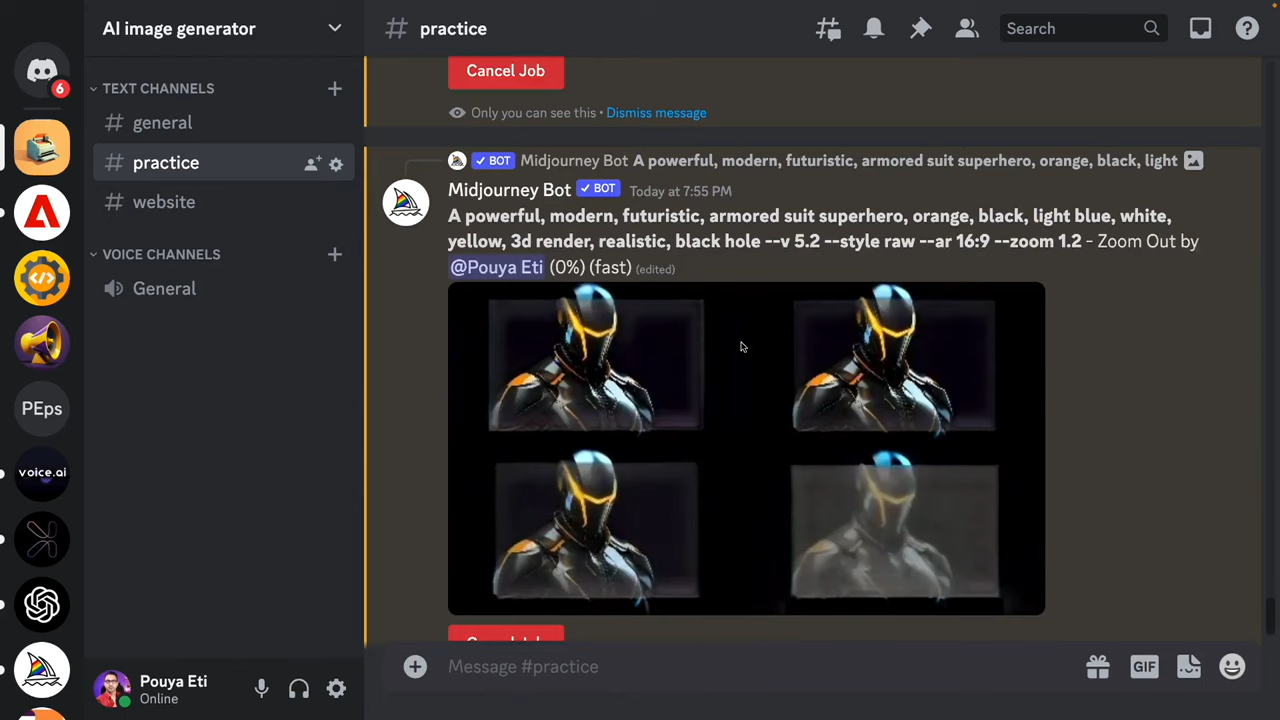 AI image generator
6
TEXT CHANNELS
general
practice
website
VOICE CHANNELS
General
PEps
voice.ai
Pouya Eti
Online
practice
Search
Cancel Job
Only you can see this • Dismiss message
BOT Midjourney Bot A powerful, modern, futuristic, armored suit superhero, orange, black, light
Midjourney Bot BOT Today at 7:55 PM
A powerful, modern, futuristic, armored suit superhero, orange, black, light blue, white,
yellow, 3d render, realistic, black hole --v 5.2 --style raw --ar 16:9 --zoom 1.2 - Zoom Out by
@Pouya Eti (0%) (fast) (edited)
Cancel Job
Message #practice
GIF